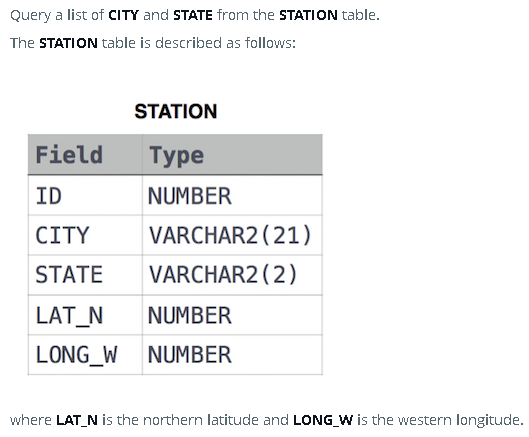 Query a list of CITY and STATE from the STATION table.
The STATION table is described as follows:
STATION
Field Type
ID NUMBER
CITY VARCHAR2(21)
STATE VARCHAR2(2)
LAT_N NUMBER
LONG_W NUMBER
where LAT_N is the northern latitude and LONG_W is the western longitude.